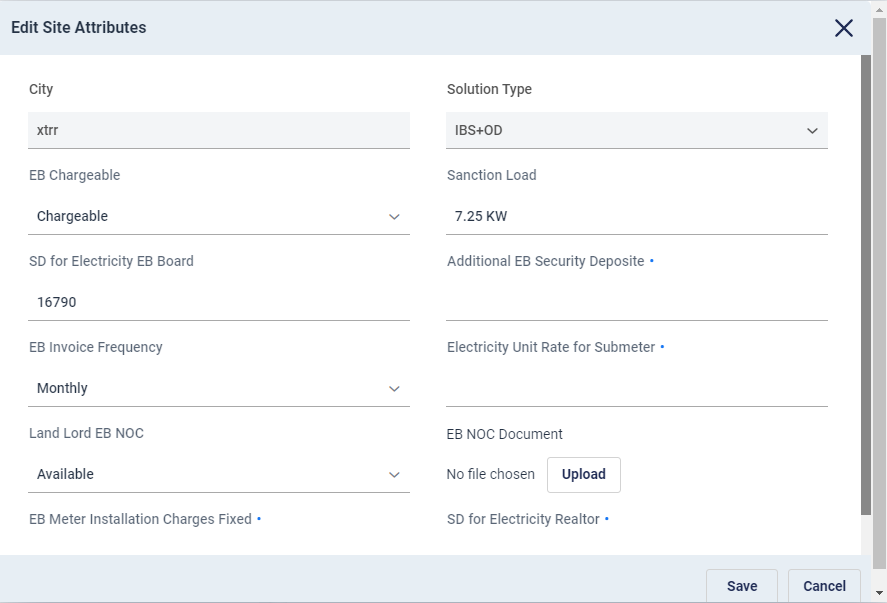 Edit Site Attributes
City
Solution Type
xtrr
IBS+OD
EB Chargeable
Sanction Load
Chargeable
7.25 KW
SD for Electricity EB Board
Additional EB Security Deposite •
16790
EB Invoice Frequency
Electricity Unit Rate for Submeter •
Monthly
Land Lord EB NOC
EB NOC Document
Available
No file chosen Upload
EB Meter Installation Charges Fixed •
SD for Electricity Realtor •
Save
Cancel